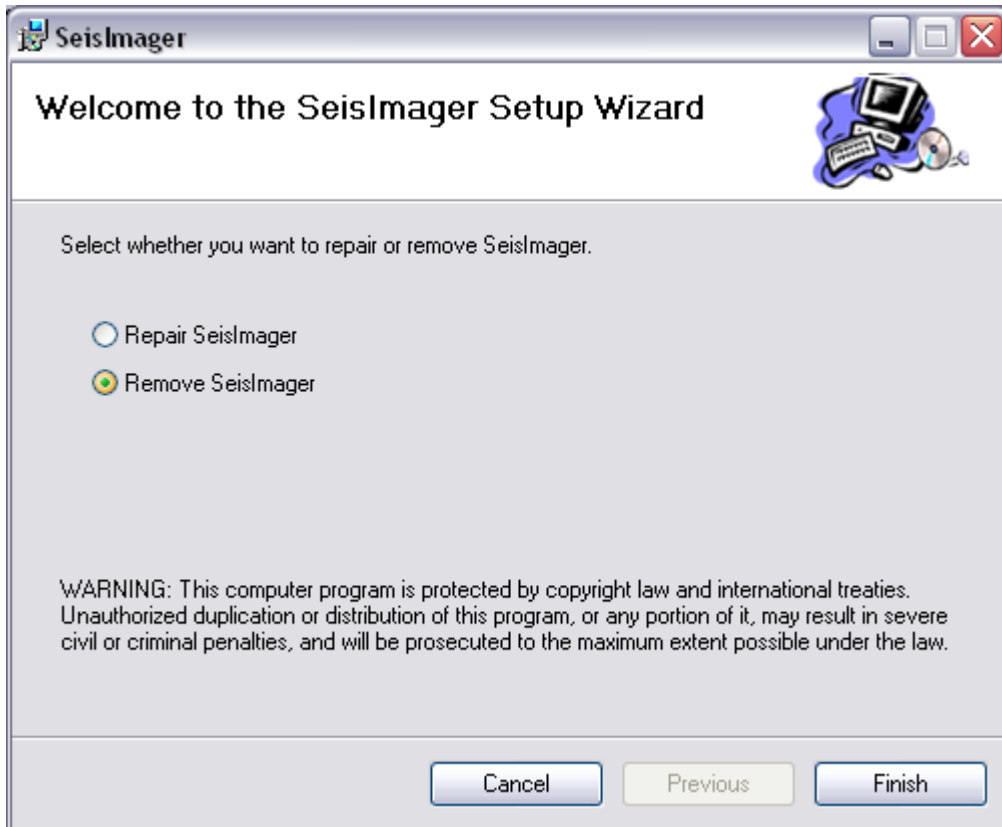 SeisImager
Welcome to the SeisImager Setup Wizard
Select whether you want to repair or remove SeisImager.
Repair SeisImager
Remove SeisImager
WARNING: This computer program is protected by copyright law and international treaties.
Unauthorized duplication or distribution of this program, or any portion of it, may result in severe
civil or criminal penalties, and will be prosecuted to the maximum extent possible under the law.
Cancel
Previous
Finish